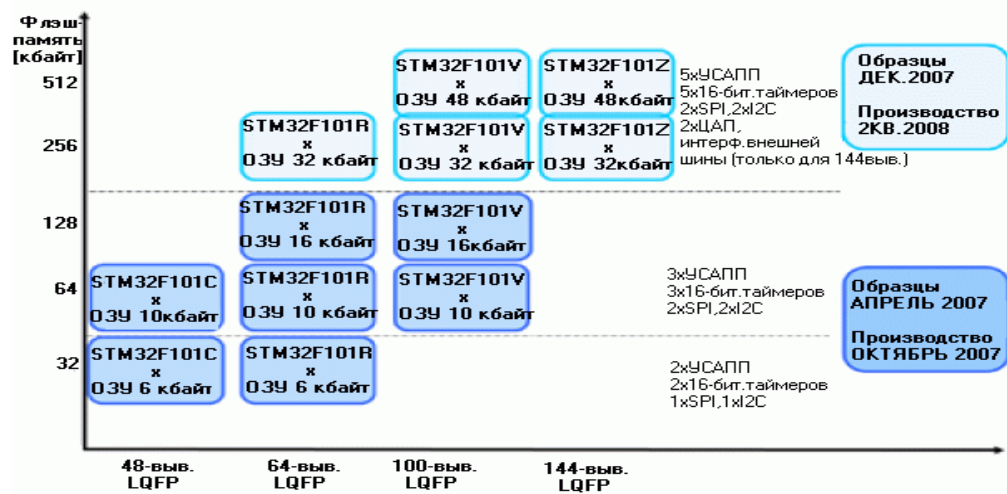 Флэш-
память
[кбайт]
512
STM32F101V
x
ОЗУ 48 кбайт
STM32F101Z
x
ОЗУ 48кбайт
5xУСАПП
5x16-бит.таймеров
2xSPI,2xI2C
2xЦАП,
интерф.внешней
шины (только для 144выв.)
Образцы
ДЕК.2007
Производство
2КВ.2008
256
STM32F101R
x
ОЗУ 32 кбайт
STM32F101V
x
ОЗУ 32 кбайт
STM32F101Z
x
ОЗУ 32кбайт
128
STM32F101R
x
ОЗУ 16 кбайт
STM32F101V
x
ОЗУ 16кбайт
64
STM32F101C
x
ОЗУ 10кбайт
STM32F101R
x
ОЗУ 10 кбайт
STM32F101V
x
ОЗУ 10 кбайт
3xУСАПП
3x16-бит.таймеров
2xSPI,2xI2C
Образцы
АПРЕЛЬ 2007
Производство
ОКТЯБРЬ 2007
32
STM32F101C
x
ОЗУ 6 кбайт
STM32F101R
x
ОЗУ 6 кбайт
2xУСАПП
2x16-бит.таймеров
1xSPI,1xI2C
48-выв.
LQFP
64-выв.
LQFP
100-выв.
LQFP
144-выв.
LQFP